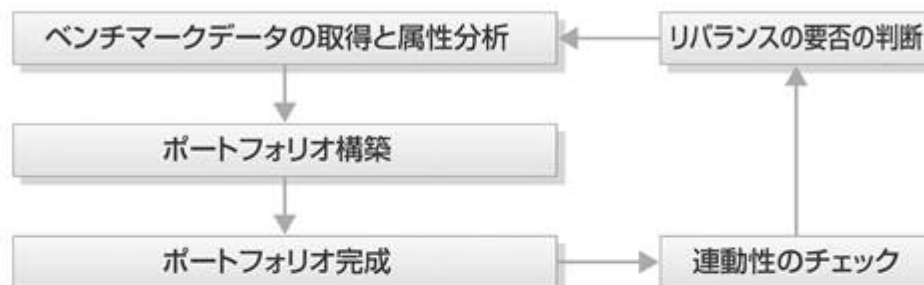 ベンチマークデータの取得と属性分析
リバランスの要否の判断
ポートフォリオ構築
ポートフォリオ完成
連動性のチェック